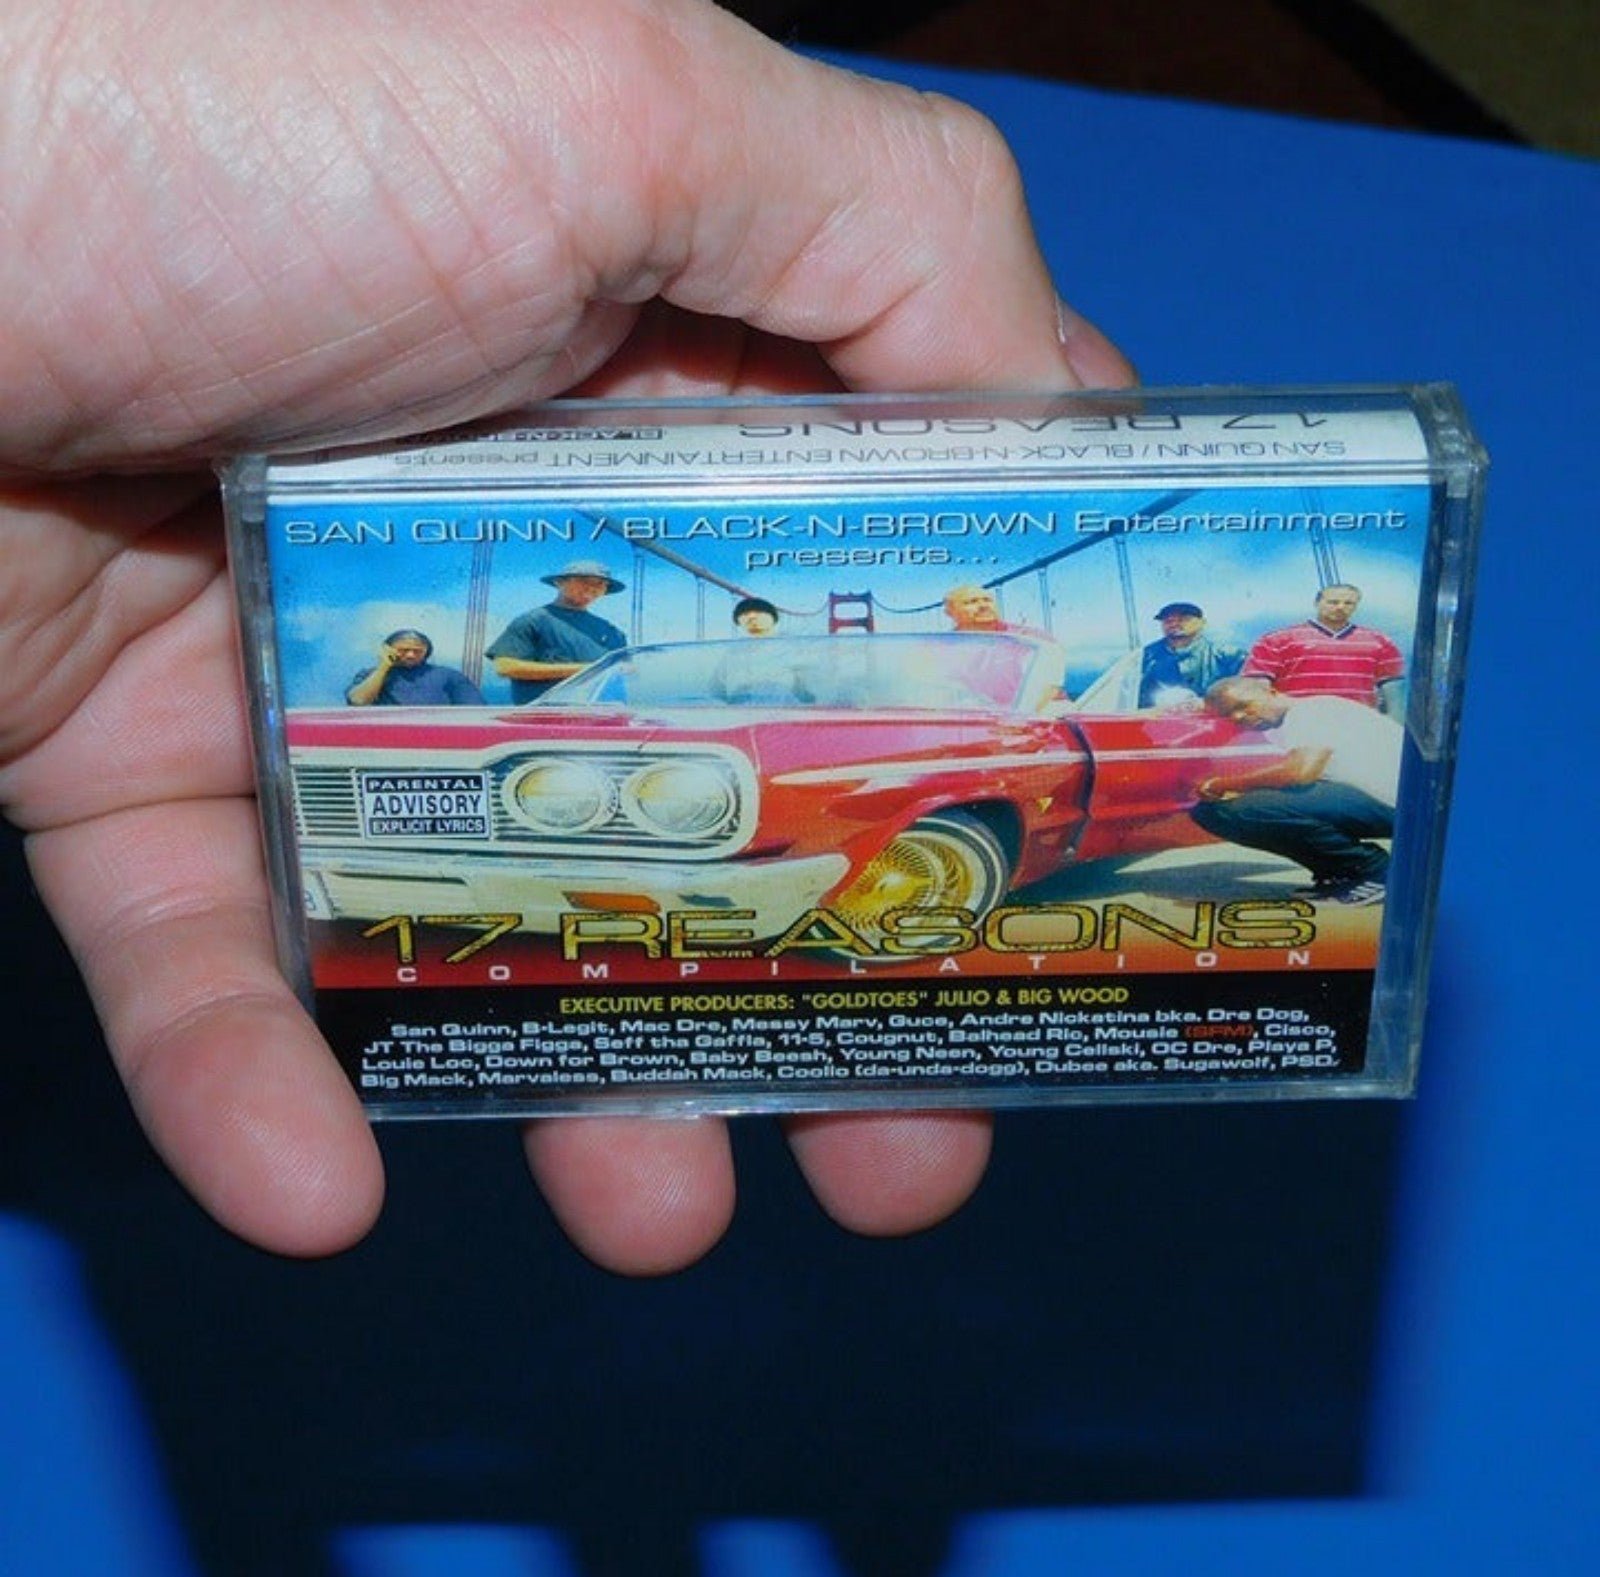 17 REASONS
BLACK-N-BROWN
SAN QUINN / BLACK-N-BROWN ENTERTAINMENT presents...
SAN QUINN / BLACK-N-BROWN Entertainment
presents...
PARENTAL
ADVISORY
EXPLICIT LYRICS
17 REASONS
COMPILATION
EXECUTIVE PRODUCERS: "GOLDTOES" JULIO & BIG WOOD
San Quinn, B-Legit, Mac Dre, Messy Marv, Guce, Andre Nickatina bka. Dre Dog,
JT Tha Bigga Figga, Seff tha Gaffla, 11-5, Cougnut, Balhead Ric, Mousie (SFM), Cisco,
Louie Loc, Down for Brown, Baby Beesh, Young Neen, Young Cellski, OC Dre, Playa P,
Big Mack, Marvaless, Buddah Mack, Coolio (da-unda-dogg), Dubee aka. Sugawolf, PSD.